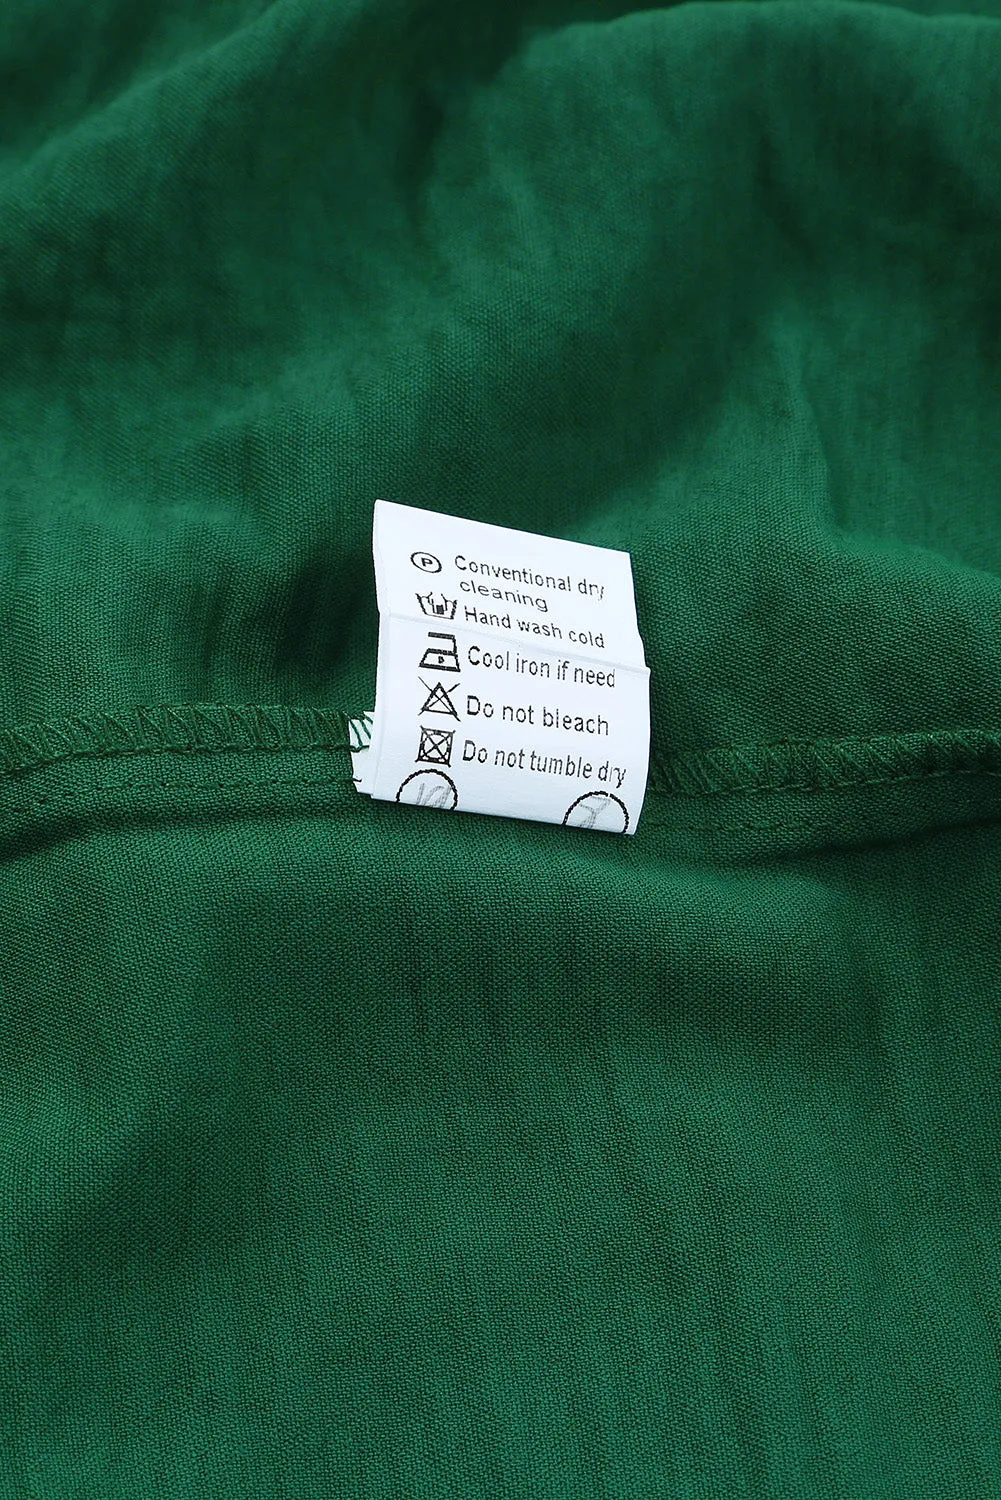 P Conventional dry
cleaning
Hand wash cold
Cool iron if need
Do not bleach
Do not tumble dry